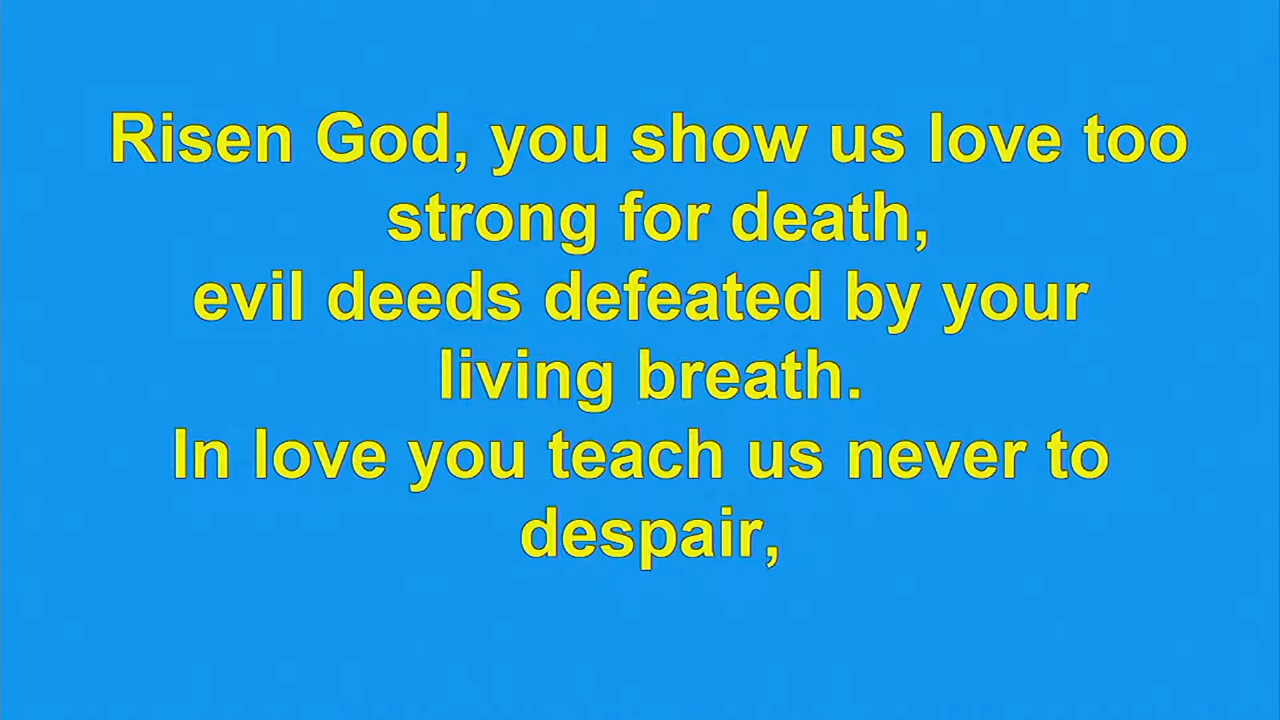 Risen God, you show us love too
strong for death,
evil deeds defeated by your
living breath.
In love you teach us never to
despair,